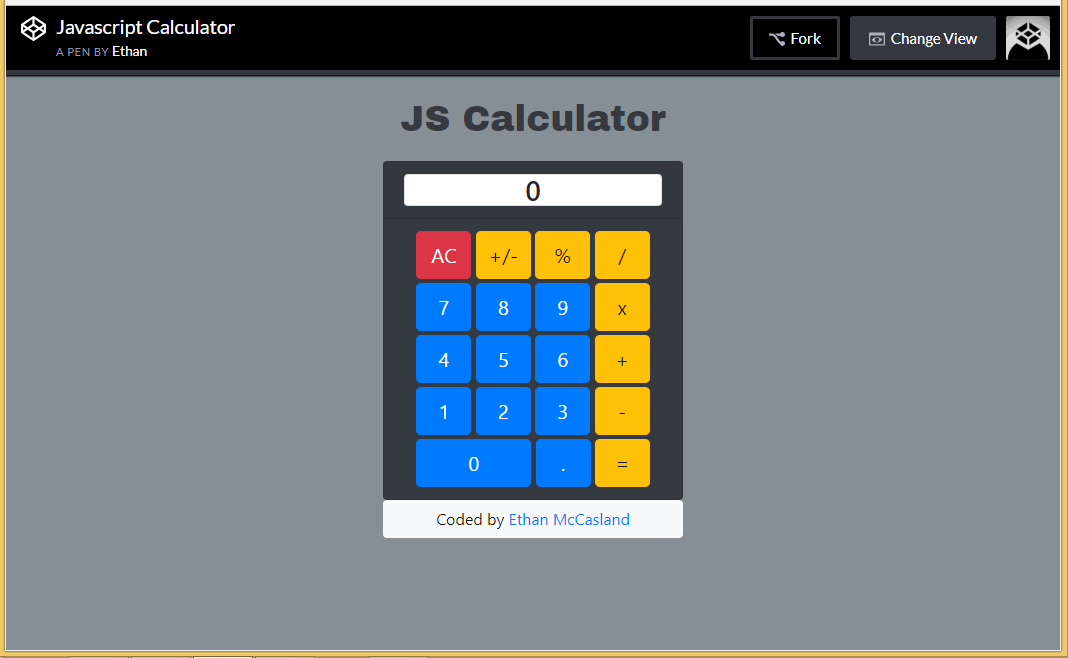 Javascript Calculator
A PEN BY Ethan
Fork
Change View
JS Calculator
0
AC +/- % /
7 8 9 x
4 5 6 +
1 2 3 -
0 . =
Coded by Ethan McCasland